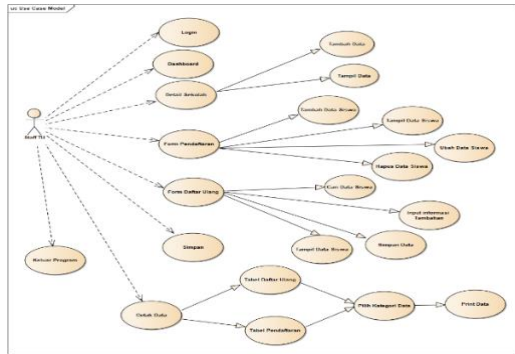 uc Use Case Model
Login
Dashboard
Detail Sekolah
Tambah Data
Tampil Data
Staff TU
Form Pendaftaran
Tambah Data Siswa
Tampil Data Siswa
Ubah Data Siswa
Hapus Data Siswa
Form Daftar Ulang
Cari Data Siswa
Input Informasi
Tambahan
Simpan Data
Tampil Data Siswa
Simpan
Keluar Program
Cetak Data
Tabel Daftar Ulang
Tabel Pendaftaran
Pilih Kategori Data
Print Data